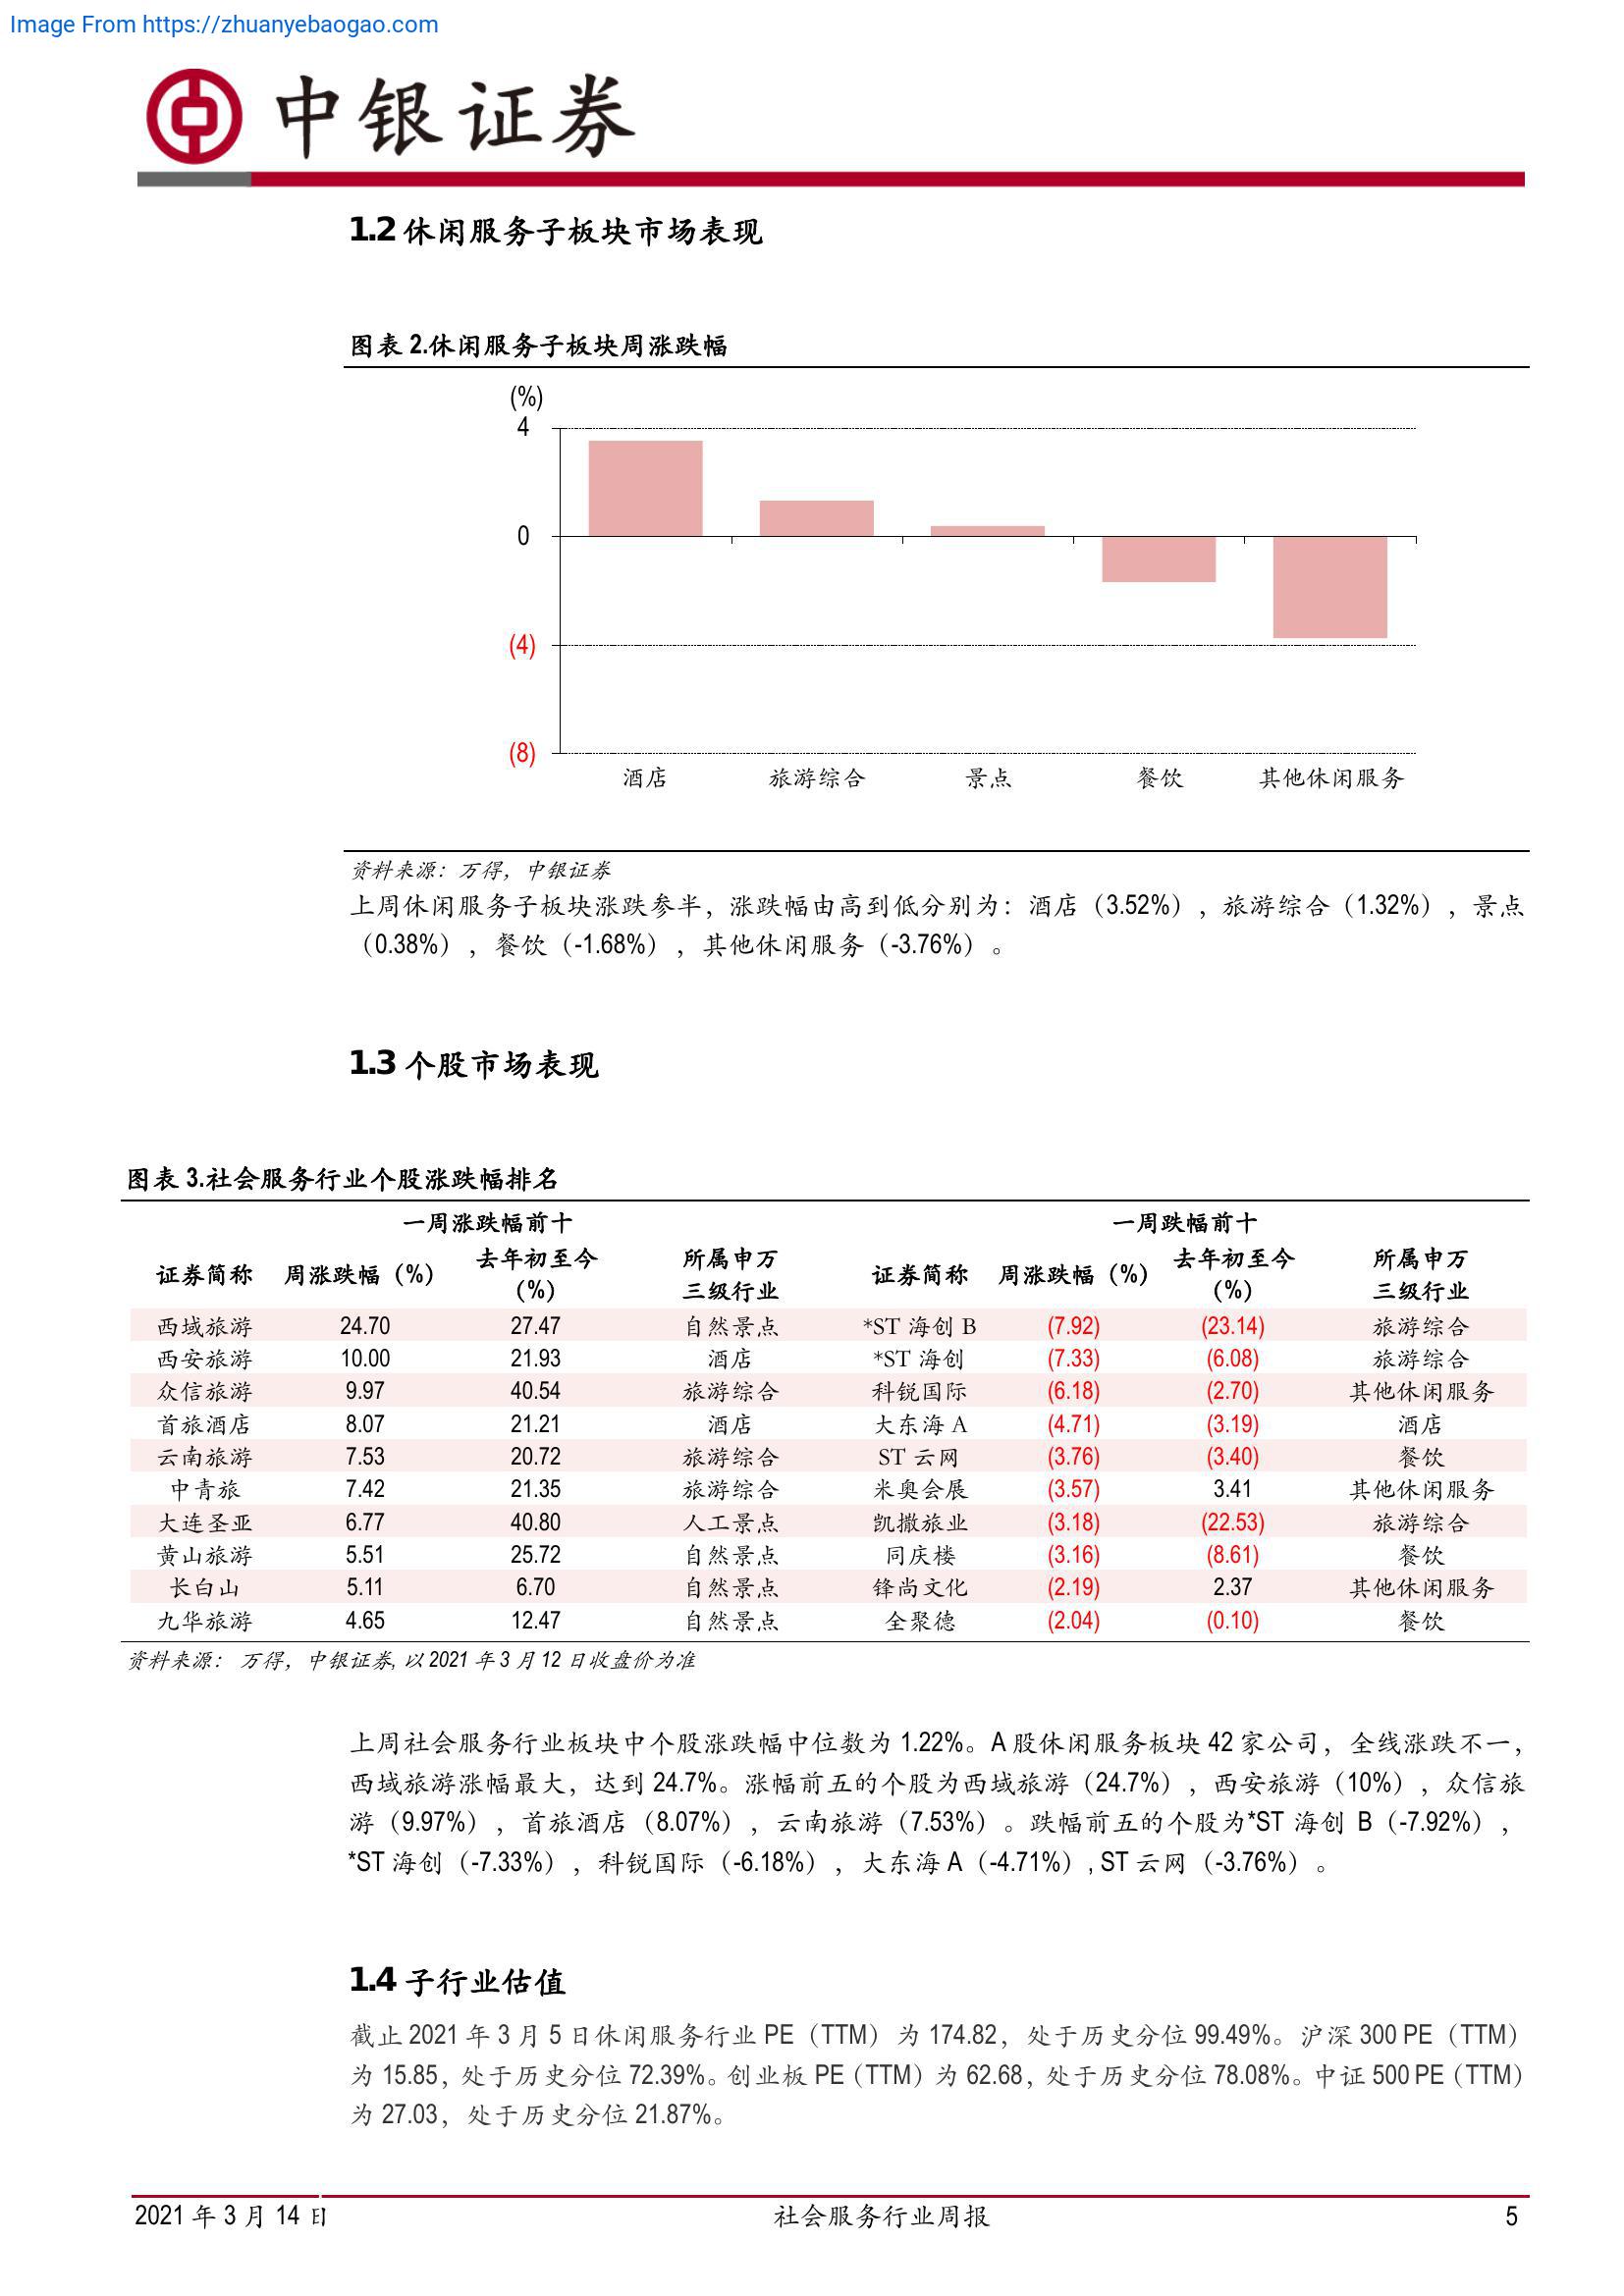 Image From https://zhuanyebaogao.com
中银证券
1.2 休闲服务子板块市场表现
图表 2.休闲服务子板块周涨跌幅
(%)
4
0
(4)
(8)
酒店 旅游综合 景点 餐饮 其他休闲服务
资料来源：万得，中银证券
上周休闲服务子板块涨跌参半，涨跌幅由高到低分别为：酒店（3.52%），旅游综合（1.32%），景点
（0.38%），餐饮（-1.68%），其他休闲服务（-3.76%）。
1.3 个股市场表现
图表 3.社会服务行业个股涨跌幅排名
一周涨跌幅前十 一周跌幅前十
证券简称 周涨跌幅（%） 去年初至今（%） 所属申万三级行业 证券简称 周涨跌幅（%） 去年初至今（%） 所属申万三级行业
西域旅游 24.70 27.47 自然景点 *ST 海创 B (7.92) (23.14) 旅游综合
西安旅游 10.00 21.93 酒店 *ST 海创 (7.33) (6.08) 旅游综合
众信旅游 9.97 40.54 旅游综合 科锐国际 (6.18) (2.70) 其他休闲服务
首旅酒店 8.07 21.21 酒店 大东海 A (4.71) (3.19) 酒店
云南旅游 7.53 20.72 旅游综合 ST 云网 (3.76) (3.40) 餐饮
中青旅 7.42 21.35 旅游综合 米奥会展 (3.57) 3.41 其他休闲服务
大连圣亚 6.77 40.80 人工景点 凯撒旅业 (3.18) (22.53) 旅游综合
黄山旅游 5.51 25.72 自然景点 同庆楼 (3.16) (8.61) 餐饮
长白山 5.11 6.70 自然景点 锋尚文化 (2.19) 2.37 其他休闲服务
九华旅游 4.65 12.47 自然景点 全聚德 (2.04) (0.10) 餐饮
资料来源： 万得，中银证券, 以 2021 年 3 月 12 日收盘价为准
上周社会服务行业板块中个股涨跌幅中位数为 1.22%。A 股休闲服务板块 42 家公司，全线涨跌不一，
西域旅游涨幅最大，达到 24.7%。涨幅前五的个股为西域旅游（24.7%），西安旅游（10%），众信旅
游（9.97%），首旅酒店（8.07%），云南旅游（7.53%）。跌幅前五的个股为*ST 海创 B（-7.92%），
*ST 海创（-7.33%），科锐国际（-6.18%），大东海 A（-4.71%）, ST 云网（-3.76%）。
1.4 子行业估值
截止 2021 年 3 月 5 日休闲服务行业 PE（TTM）为 174.82，处于历史分位 99.49%。沪深 300 PE（TTM）
为 15.85，处于历史分位 72.39%。创业板 PE（TTM）为 62.68，处于历史分位 78.08%。中证 500 PE（TTM）
为 27.03，处于历史分位 21.87%。
2021 年 3 月 14 日 社会服务行业周报 5